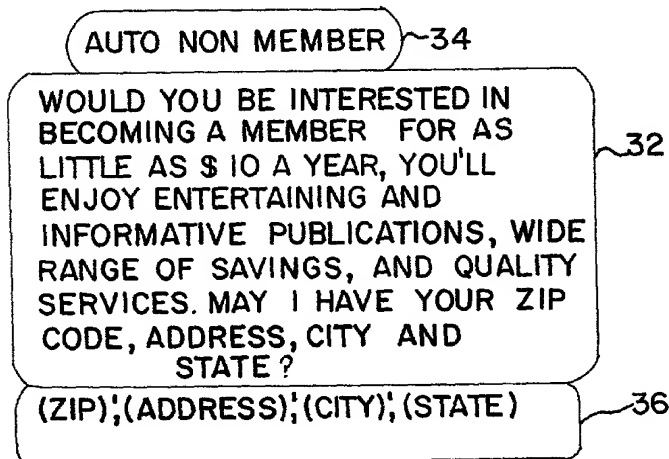 AUTO NON MEMBER 34
WOULD YOU BE INTERESTED IN
BECOMING A MEMBER FOR AS
LITTLE AS $ 10 A YEAR, YOU'LL 32
ENJOY ENTERTAINING AND
INFORMATIVE PUBLICATIONS, WIDE
RANGE OF SAVINGS, AND QUALITY
SERVICES. MAY I HAVE YOUR ZIP
CODE, ADDRESS, CITY AND
STATE?
(ZIP)';'(ADDRESS)';'(CITY)';'(STATE) 36